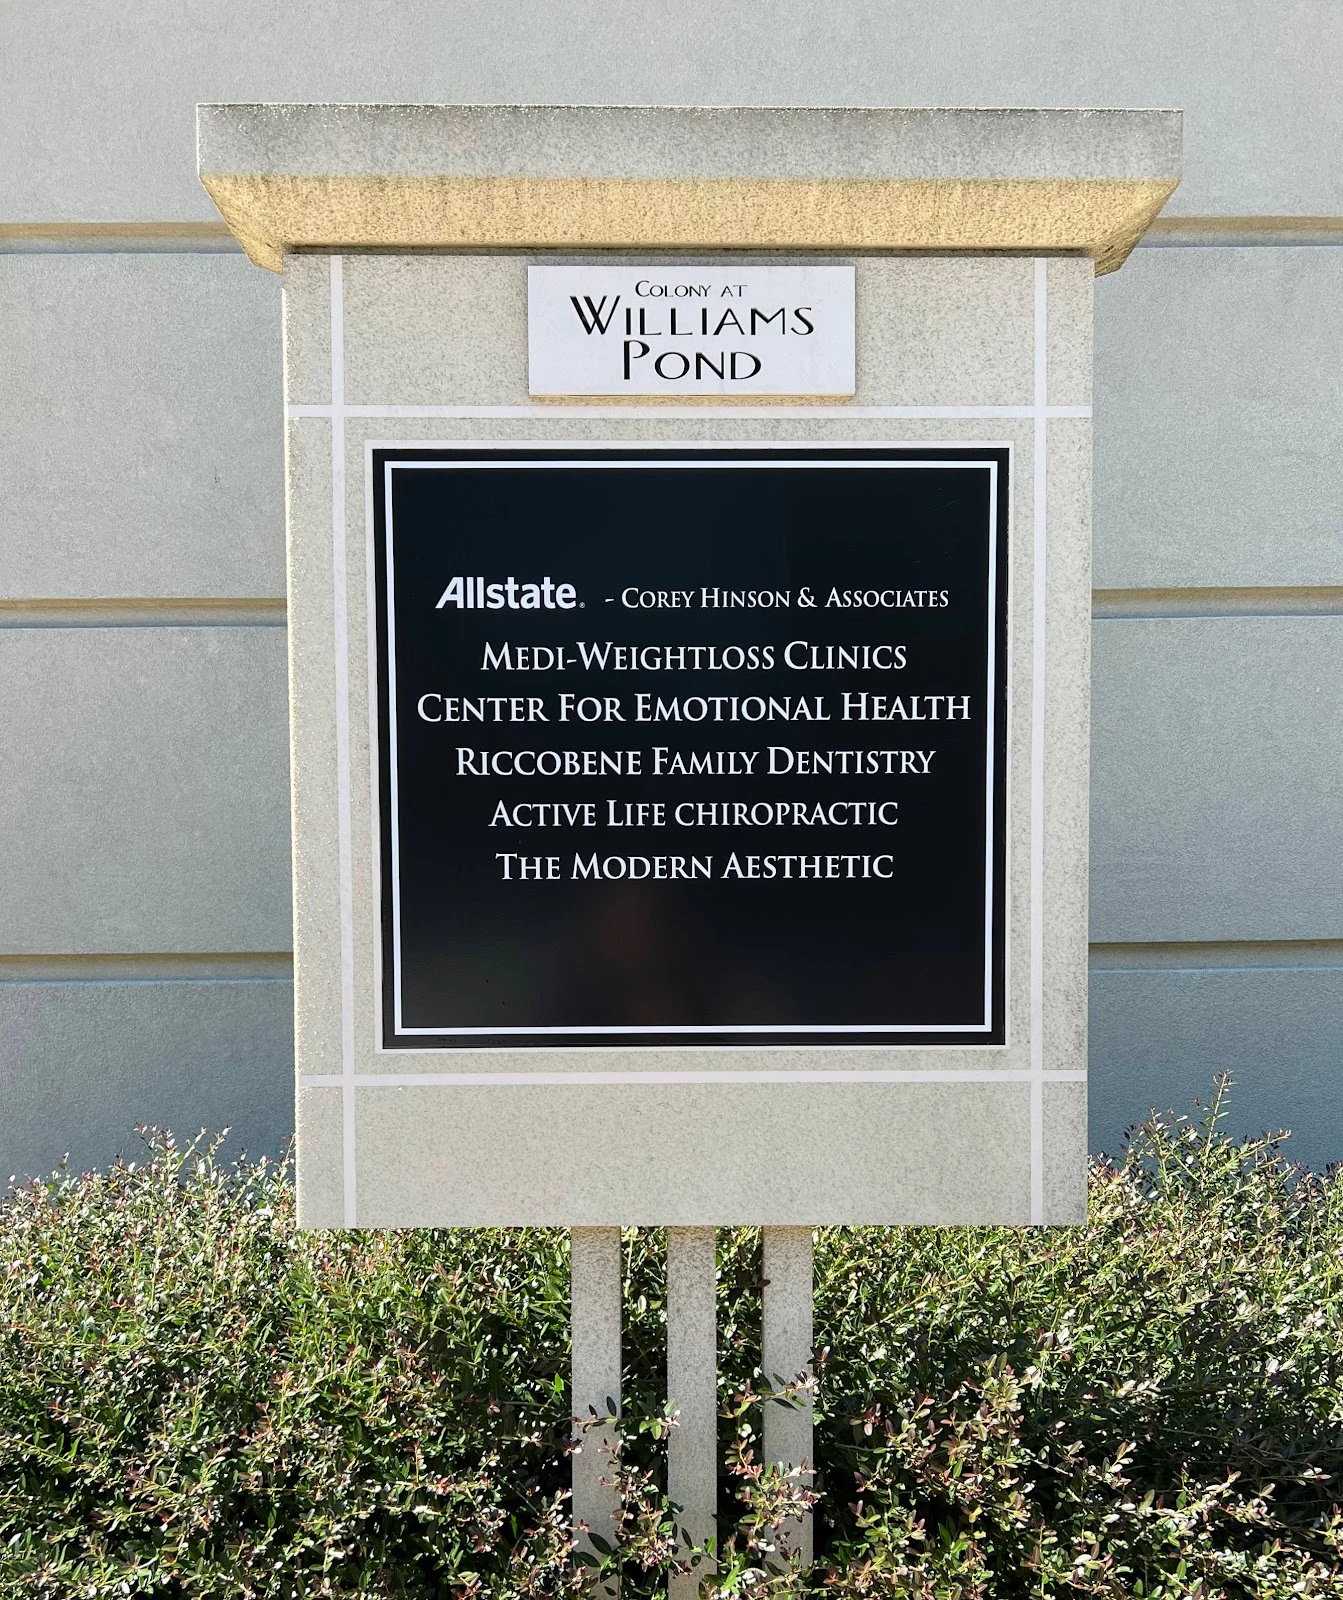 Colony at
Williams
Pond
Allstate® - Corey Hinson & Associates
Medi-Weightloss Clinics
Center For Emotional Health
Riccobene Family Dentistry
Active Life chiropractic
The Modern Aesthetic